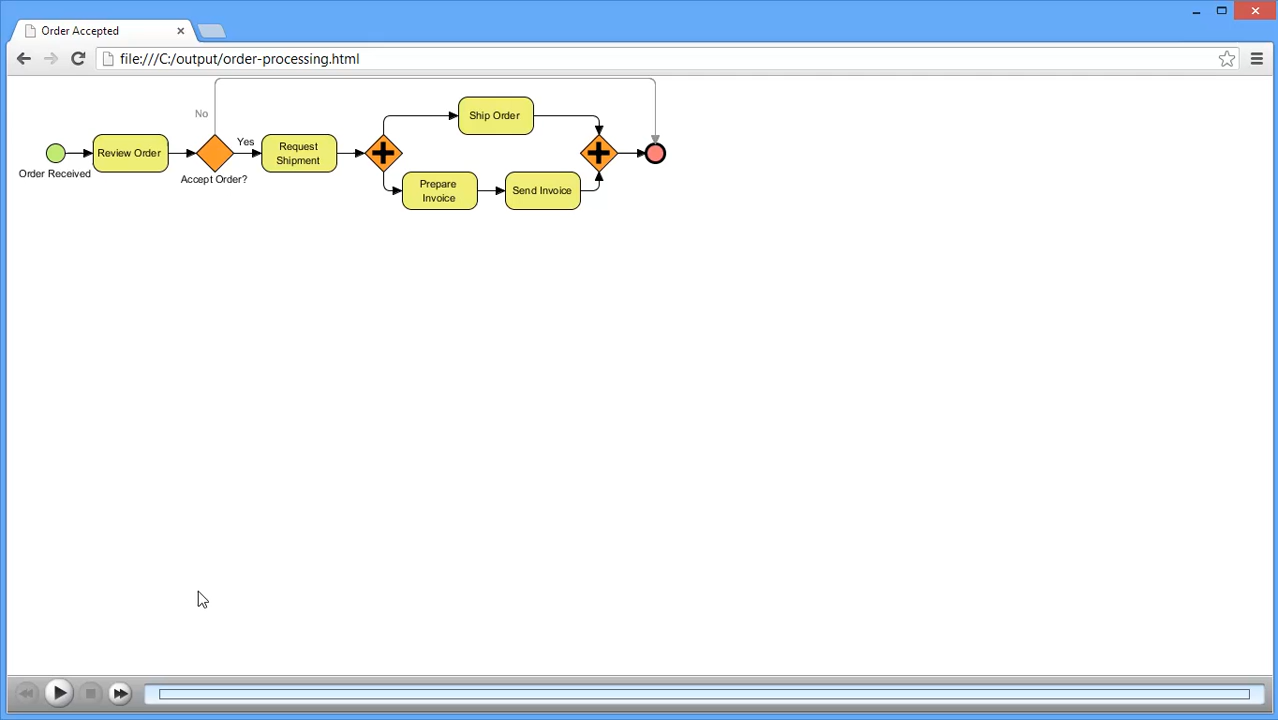 Order Accepted
file:///C:/output/order-processing.html
No
Ship Order
Yes
Review Order
Request
Shipment
Order Received
Accept Order?
Prepare
Invoice
Send Invoice